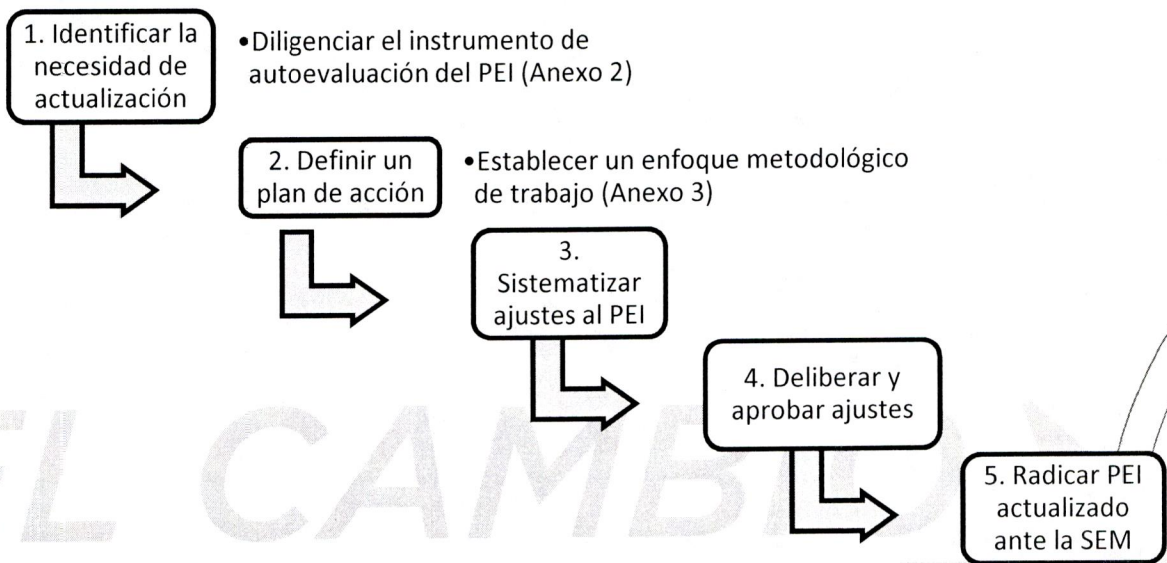 1. Identificar la
necesidad de
actualización
•Diligenciar el instrumento de
autoevaluación del PEI (Anexo 2)
2. Definir un
plan de acción
•Establecer un enfoque metodológico
de trabajo (Anexo 3)
3.
Sistematizar
ajustes al PEI
4. Deliberar y
aprobar ajustes
5. Radicar PEI
actualizado
ante la SEM
EL CAMBIO